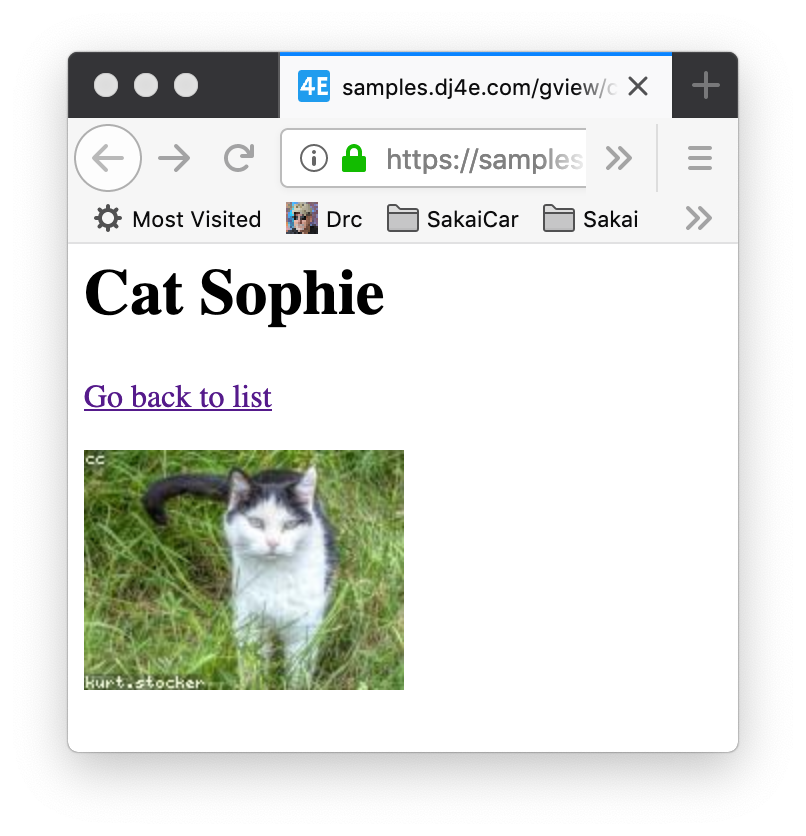 4E samples.dj4e.com/gview/c
https://samples
Most Visited Drc SakaiCar Sakai
Cat Sophie
Go back to list
cc
kurt.stocker